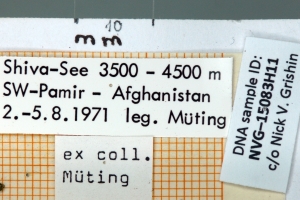 10
mm
Shiva-See 3500 - 4500 m
SW-Pamir - Afghanistan
2.-5.8.1971 leg. Müting
ex coll.
Müting
DNA sample ID:
NVG-15083H11
c/o Nick V. Grishin